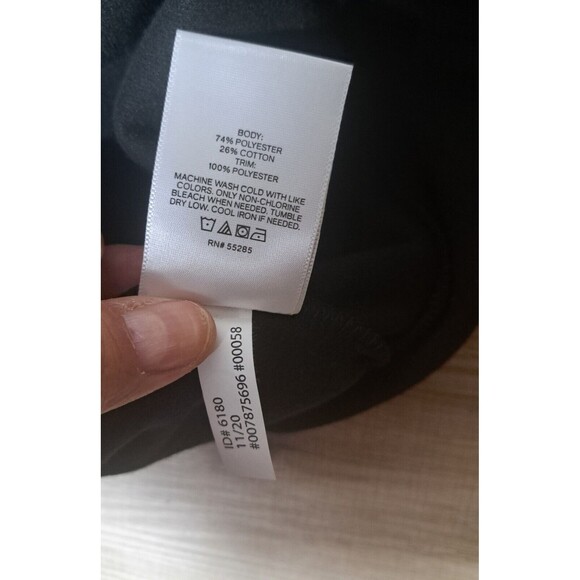 BODY:
74% POLYESTER
26% COTTON
TRIM:
100% POLYESTER
MACHINE WASH COLD WITH LIKE
COLORS. ONLY NON-CHLORINE
BLEACH WHEN NEEDED. TUMBLE
DRY LOW. COOL IRON IF NEEDED.
RN# 55285
ID# 6180
11/20
#007875696 #00058